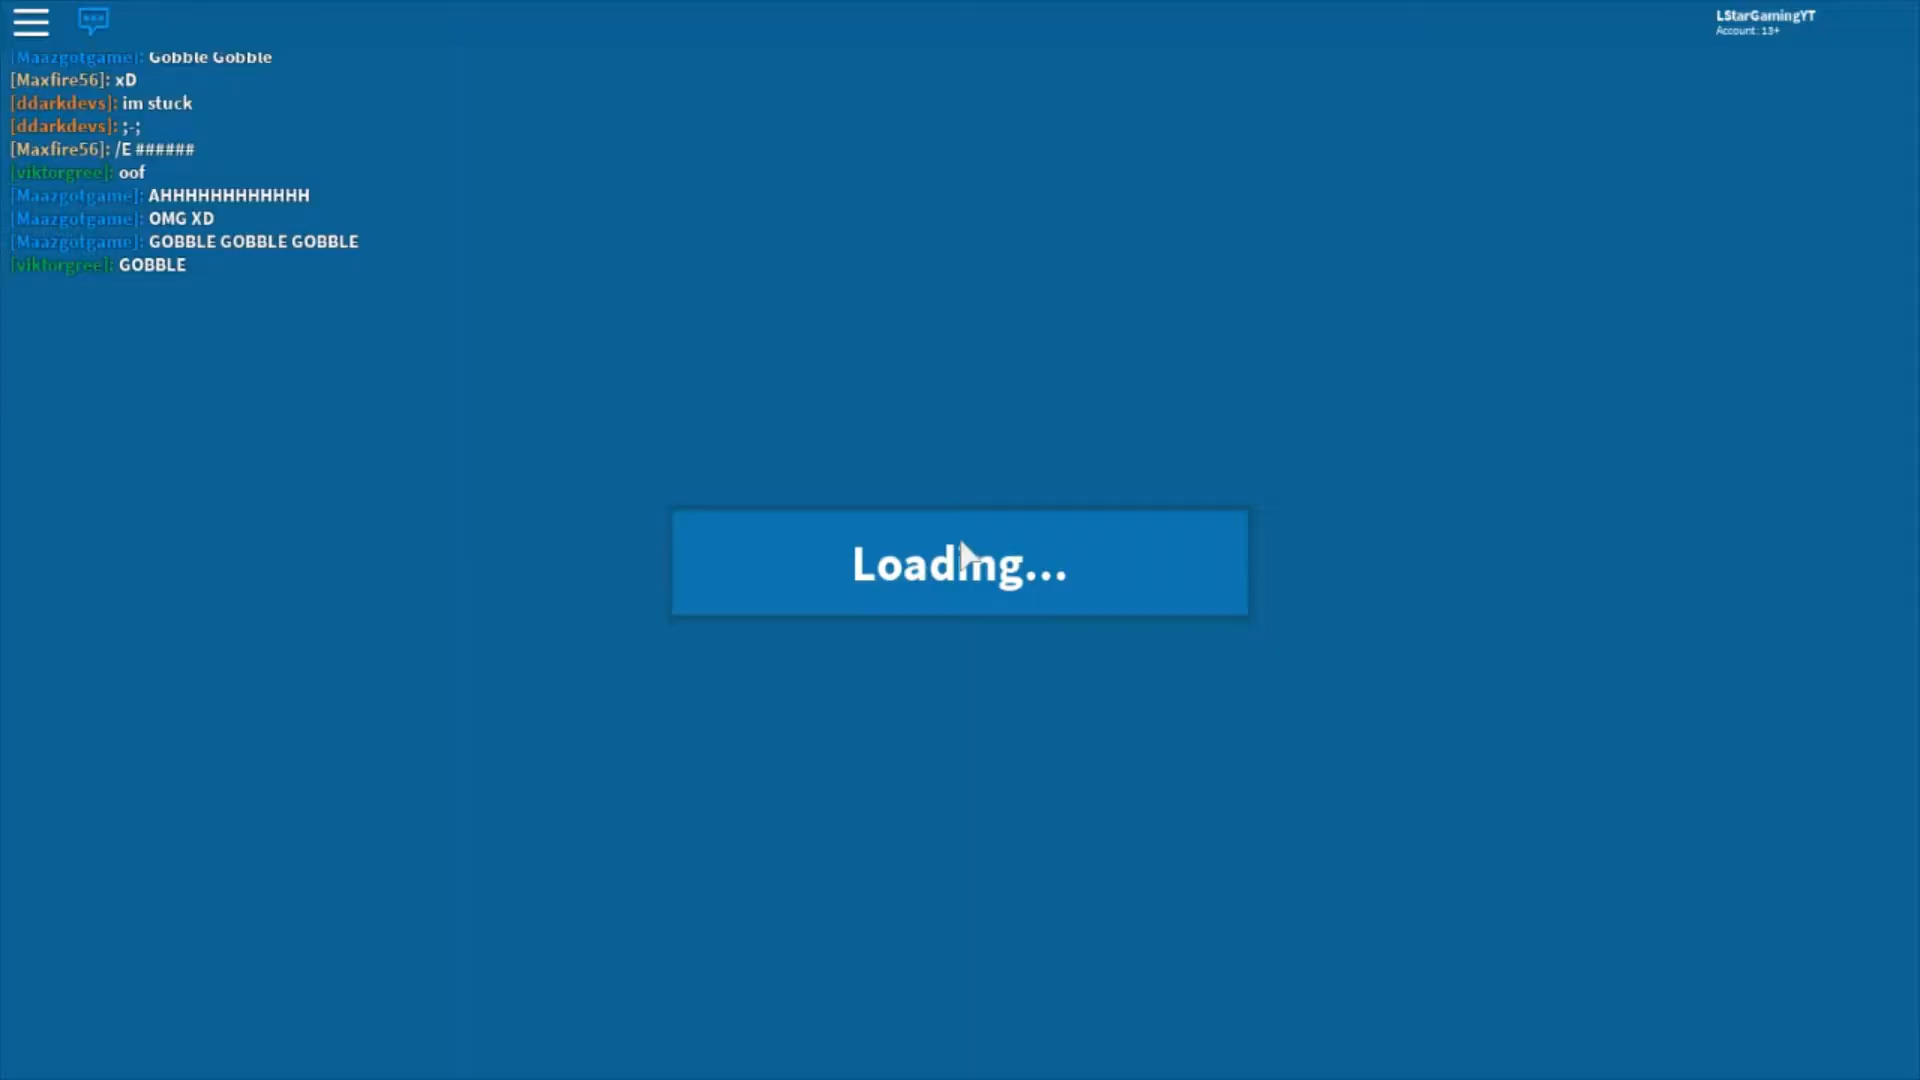 LStarGamingYT
Account: 13+
[Maazgotgame]: Gobble Gobble
[Maxfire56]: xD
[ddarkdevs]: im stuck
[ddarkdevs]: ;-;
[Maxfire56]: /E ######
[viktorgree]: oof
[Maazgotgame]: AHHHHHHHHHHHHH
[Maazgotgame]: OMG XD
[Maazgotgame]: GOBBLE GOBBLE GOBBLE
[viktorgree]: GOBBLE
Loading...